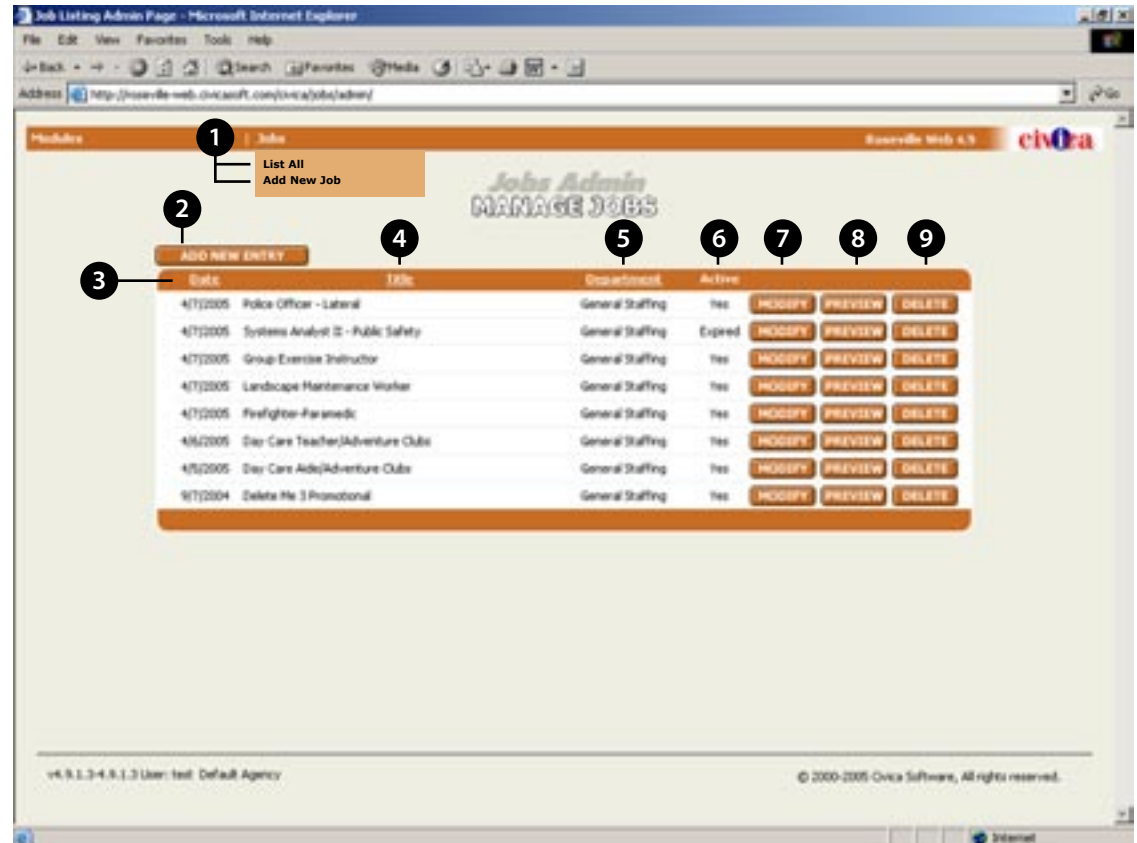 Job Listing Admin Page - Microsoft Internet Explorer
File Edit View Favorites Tools Help
Back Search Favorites Media
Address http://roseville-web.civicasoft.com/civica/jobs/admin/ Go
Modules | Jobs Roseville Web 4.9 civica
1
List All
Add New Job
Jobs Admin
MANAGE JOBS
2 4 5 6 7 8 9
ADD NEW ENTRY
3 Date Title Department Active
4/7/2005 Police Officer - Lateral General Staffing Yes MODIFY PREVIEW DELETE
4/7/2005 Systems Analyst II - Public Safety General Staffing Expired MODIFY PREVIEW DELETE
4/7/2005 Group Exercise Instructor General Staffing Yes MODIFY PREVIEW DELETE
4/7/2005 Landscape Maintenance Worker General Staffing Yes MODIFY PREVIEW DELETE
4/7/2005 Firefighter-Paramedic General Staffing Yes MODIFY PREVIEW DELETE
4/6/2005 Day Care Teacher/Adventure Clubs General Staffing Yes MODIFY PREVIEW DELETE
4/5/2005 Day Care Aide/Adventure Clubs General Staffing Yes MODIFY PREVIEW DELETE
9/7/2004 Delete Me 3 Promotional General Staffing Yes MODIFY PREVIEW DELETE
v4.9.1.3-4.9.1.3 User: test Default Agency © 2000-2005 Civica Software, All rights reserved.
Internet